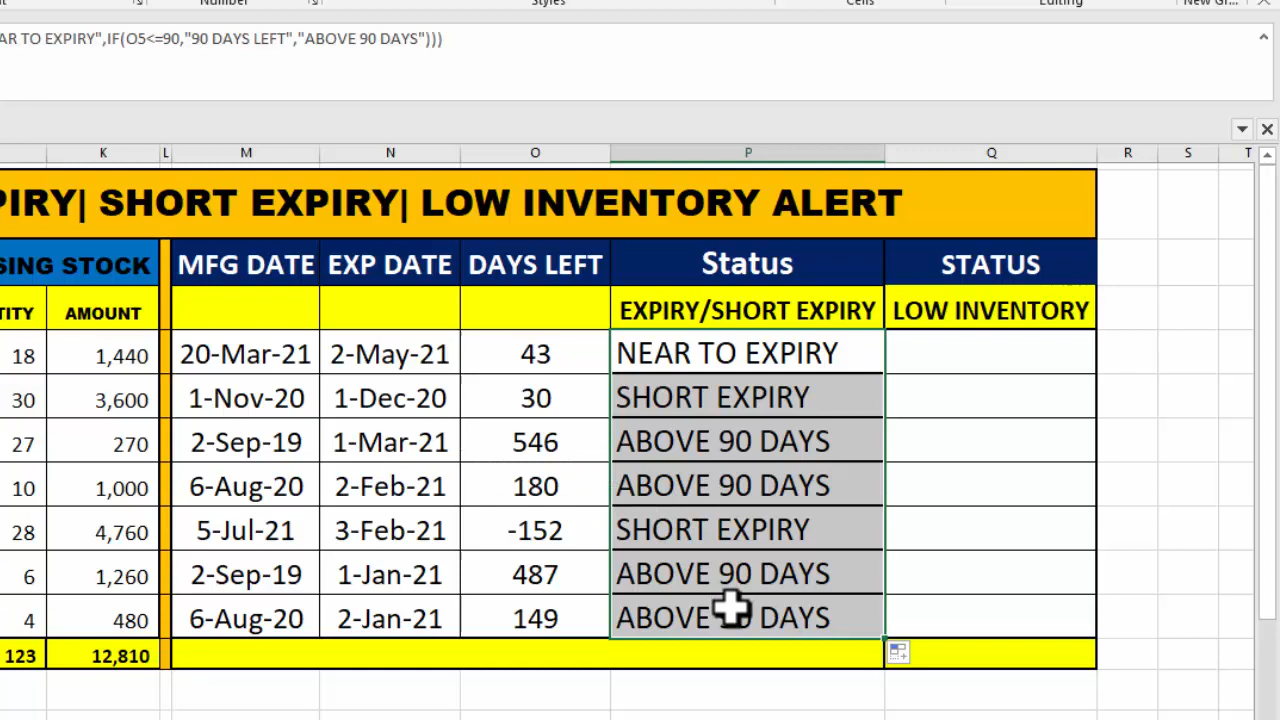 Number Styles Cells Editing New Gr...
AR TO EXPIRY",IF(O5<=90,"90 DAYS LEFT","ABOVE 90 DAYS")))
K L M N O P Q R S T
PIRY| SHORT EXPIRY| LOW INVENTORY ALERT
SING STOCK MFG DATE EXP DATE DAYS LEFT Status STATUS
TITY AMOUNT EXPIRY/SHORT EXPIRY LOW INVENTORY
18 1,440 20-Mar-21 2-May-21 43 NEAR TO EXPIRY
30 3,600 1-Nov-20 1-Dec-20 30 SHORT EXPIRY
27 270 2-Sep-19 1-Mar-21 546 ABOVE 90 DAYS
10 1,000 6-Aug-20 2-Feb-21 180 ABOVE 90 DAYS
28 4,760 5-Jul-21 3-Feb-21 -152 SHORT EXPIRY
6 1,260 2-Sep-19 1-Jan-21 487 ABOVE 90 DAYS
4 480 6-Aug-20 2-Jan-21 149 ABOVE 90 DAYS
123 12,810